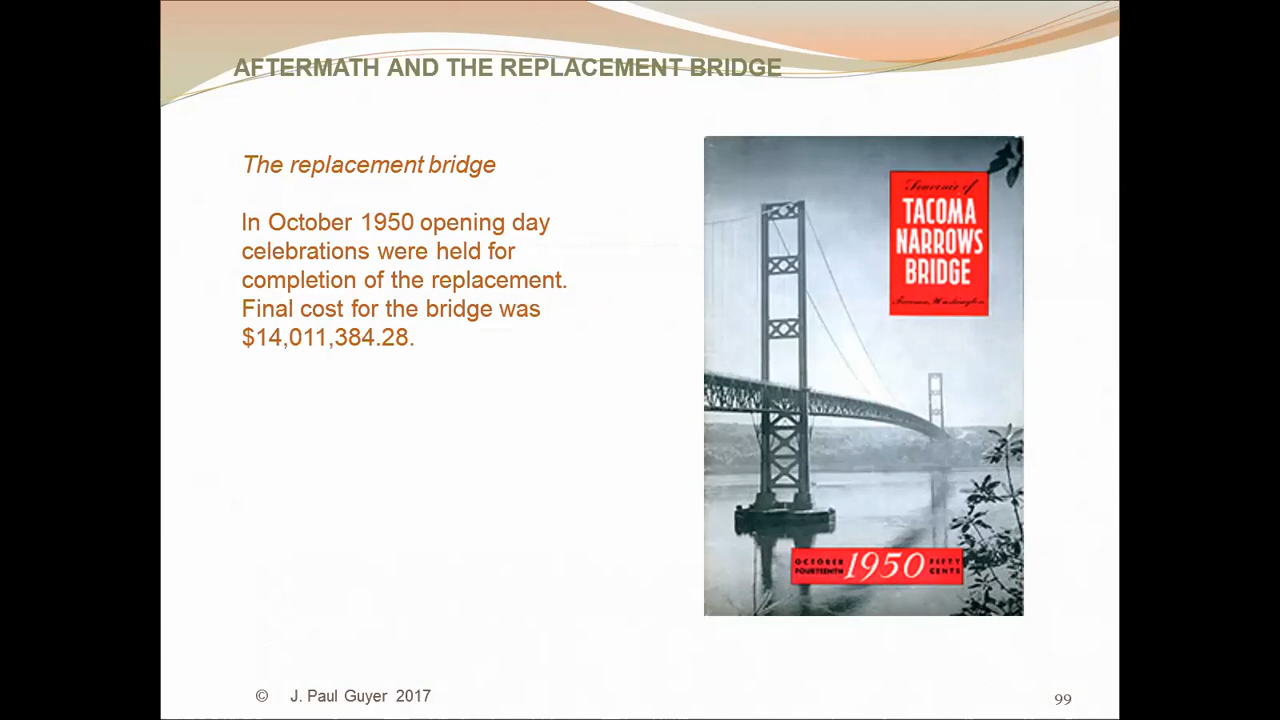 AFTERMATH AND THE REPLACEMENT BRIDGE
The replacement bridge
In October 1950 opening day
celebrations were held for
completion of the replacement.
Final cost for the bridge was
$14,011,384.28.
Souvenir of
TACOMA
NARROWS
BRIDGE
Tacoma, Washington
OCTOBER
FOURTEENTH
1950
FIFTY
CENTS
© J. Paul Guyer 2017
99